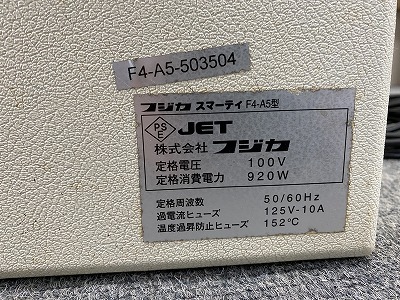 F4-A5-503504
フジカ スマーティ F4-A5型
PS
E
JET
株式会社 フジカ
定格電圧 100V
定格消費電力 920W
定格周波数 50/60Hz
過電流ヒューズ 125V-10A
温度過昇防止ヒューズ 152℃